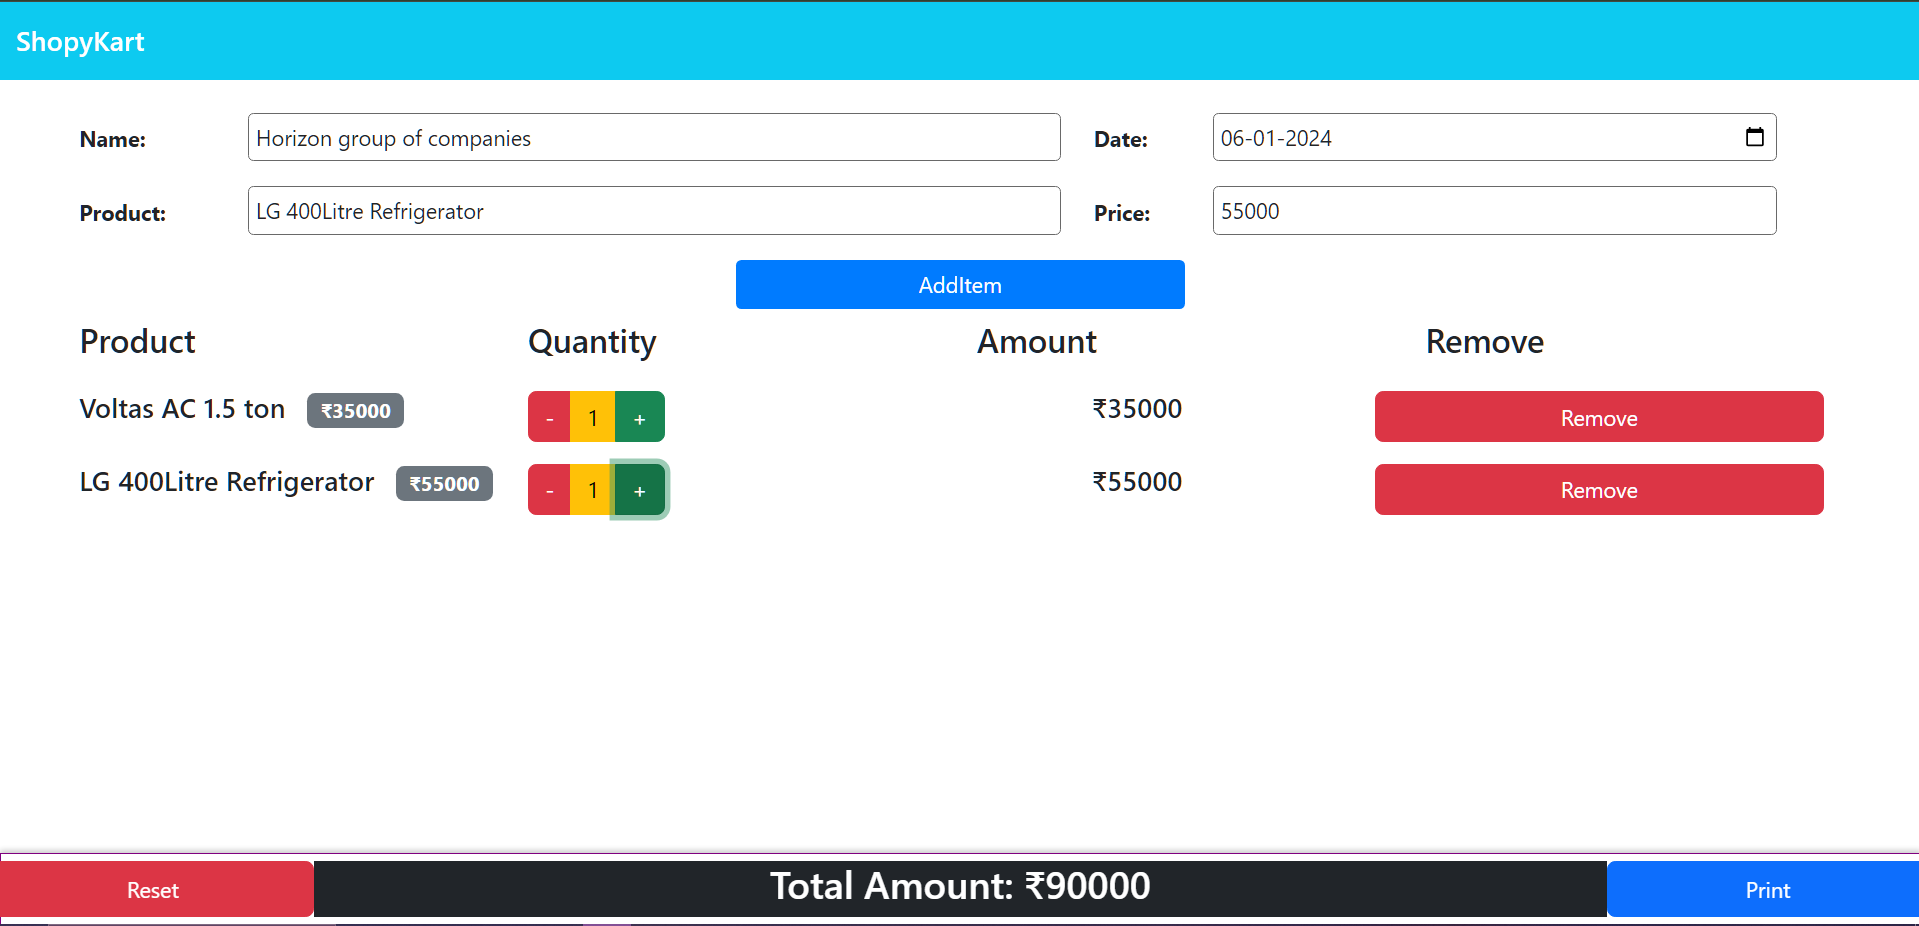 ShopyKart
Name: Horizon group of companies Date: 06-01-2024
Product: LG 400Litre Refrigerator Price: 55000
AddItem
Product Quantity Amount Remove
Voltas AC 1.5 ton ₹35000 - 1 + ₹35000 Remove
LG 400Litre Refrigerator ₹55000 - 1 + ₹55000 Remove
Reset Total Amount: ₹90000 Print